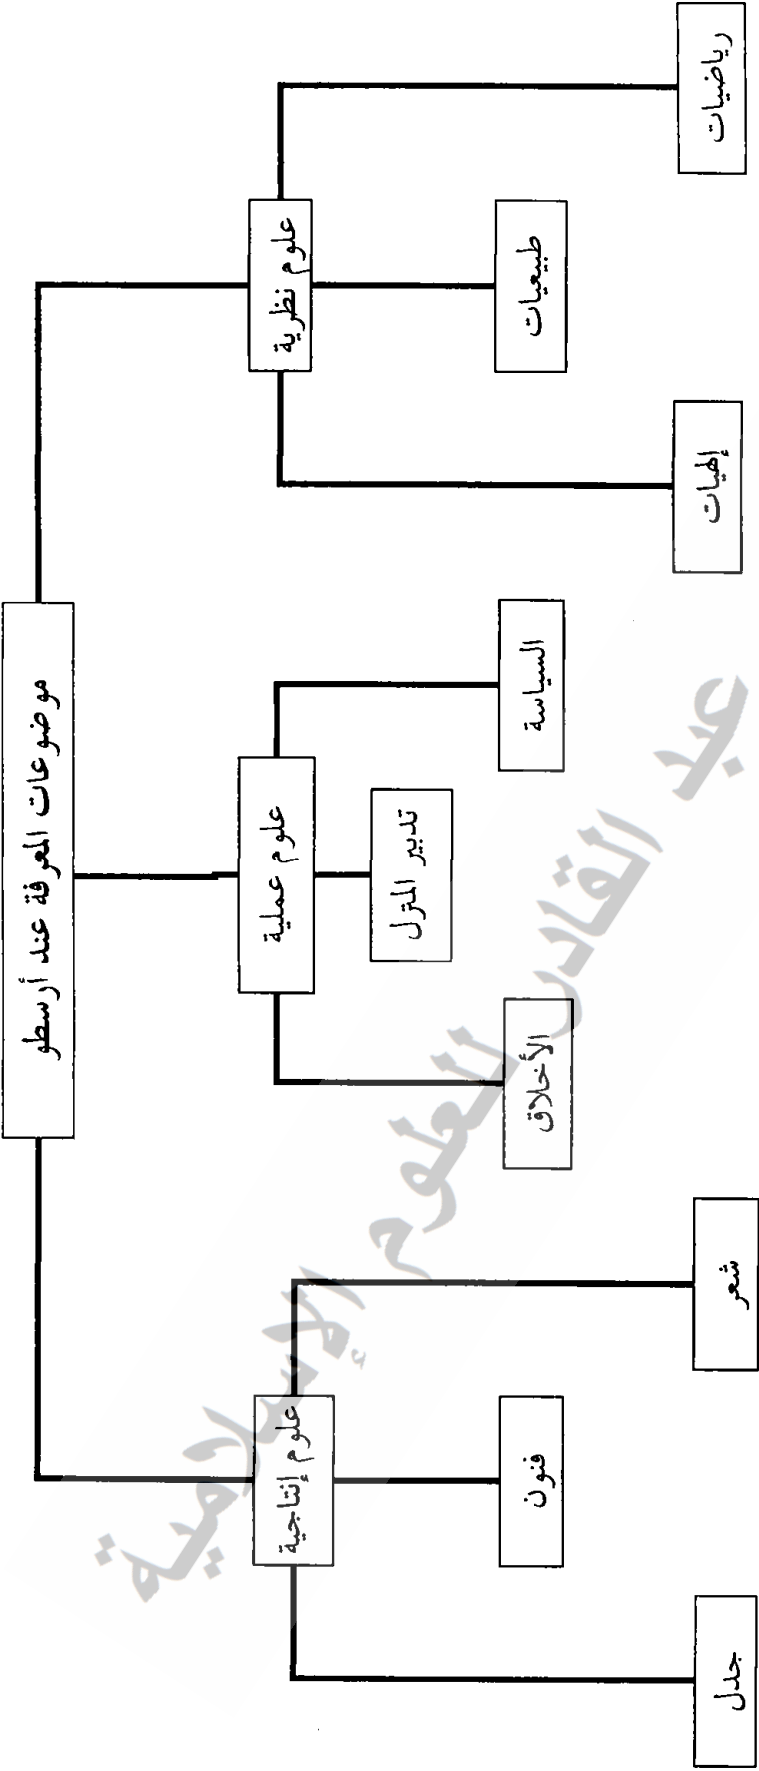 موضوعات المعرفة عند أرسطو
علوم نظرية
علوم عملية
علوم إنتاجية
رياضيات
طبيعيات
إلهيات
السياسة
تدبير المنزل
الأخلاق
شعر
فنون
جدل
عبد القادر للعلوم الإسلامية